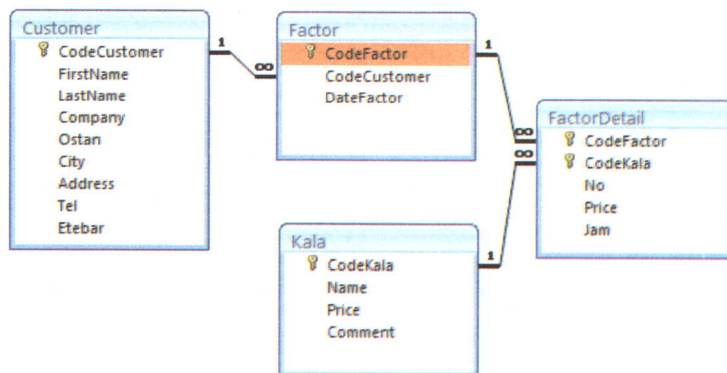 Customer
CodeCustomer
FirstName
LastName
Company
Ostan
City
Address
Tel
Etebar
1
∞
Factor
CodeFactor
CodeCustomer
DateFactor
1
∞
∞
FactorDetail
CodeFactor
CodeKala
No
Price
Jam
Kala
CodeKala
Name
Price
Comment
1